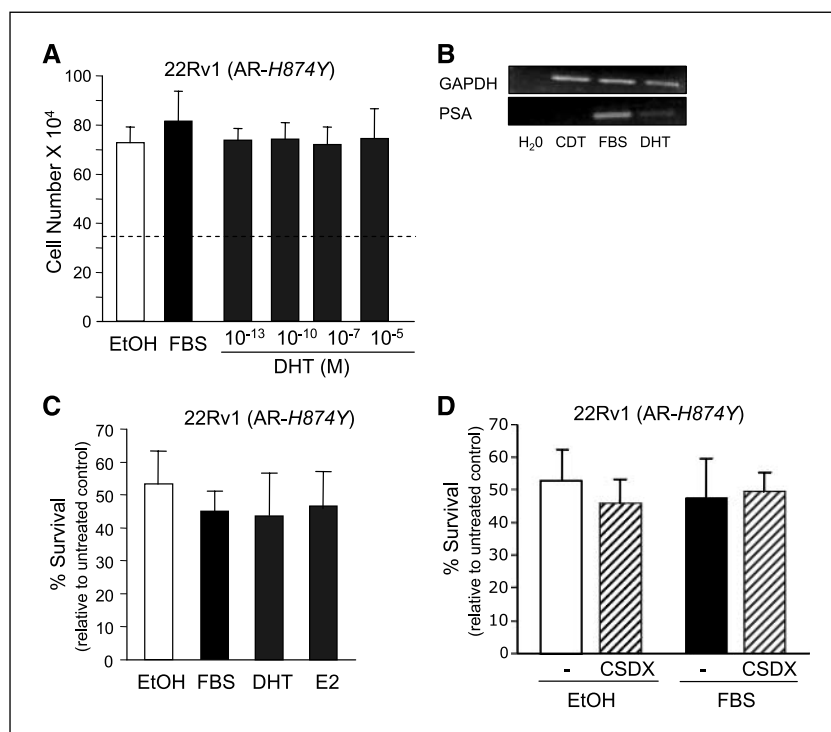 A
22Rv1 (AR-H874Y)
Cell Number X 10⁴
100
80
60
40
20
0
EtOH FBS 10⁻¹³ 10⁻¹⁰ 10⁻⁷ 10⁻⁵
DHT (M)
B
GAPDH
PSA
H₂0 CDT FBS DHT
C
22Rv1 (AR-H874Y)
% Survival
(relative to untreated control)
70
60
50
40
30
20
10
0
EtOH FBS DHT E2
D
22Rv1 (AR-H874Y)
% Survival
(relative to untreated control)
70
60
50
40
30
20
10
0
- CSDX - CSDX
EtOH FBS